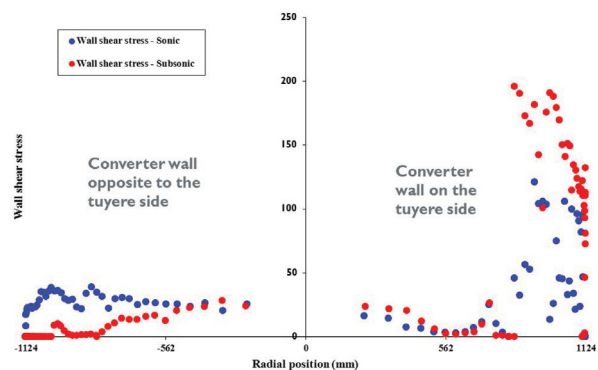 250
Wall shear stress - Sonic
Wall shear stress - Subsonic
200
Wall shear stress
150
Converter wall
opposite to the
tuyere side
Converter
wall on the
tuyere side
100
50
0
-1124
-562
0
562
1124
Radial position (mm)